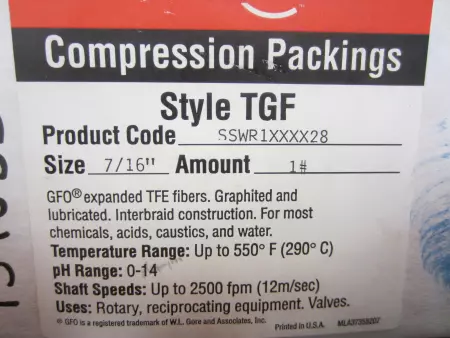 Compression Packings
Style TGF
Product Code SSWR1XXXX28
Size 7/16" Amount 1#
GFO® expanded TFE fibers. Graphited and
lubricated. Interbraid construction. For most
chemicals, acids, caustics, and water.
Temperature Range: Up to 550° F (290° C)
pH Range: 0-14
Shaft Speeds: Up to 2500 fpm (12m/sec)
Uses: Rotary, reciprocating equipment. Valves.
® GFO is a registered trademark of W.L. Gore and Associates, Inc. Printed in U.S.A.